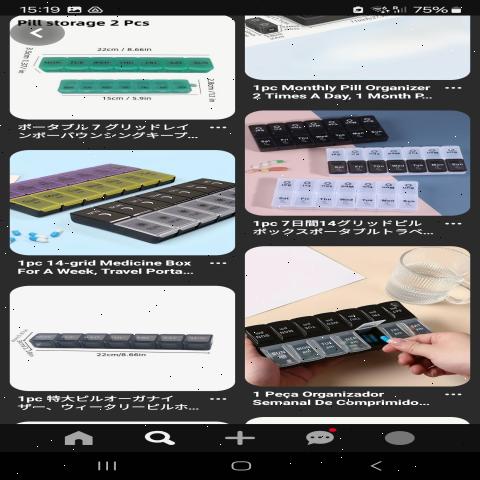 15:19
75%
Pill storage 2 Pcs
22cm / 8.66in
15cm / 5.9in
ポータブル7 グリッドレイ
ンボーパウンシングキープ...
1pc Monthly Pill Organizer
2 Times A Day, 1 Month P...
1pc 14-grid Medicine Box
For A Week, Travel Porta...
1pc 7日間14グリッドピル
ボックスポータブルトラベ...
22cm/8.66in
1pc 特大ピルオーガナイ
ザー、ウィークリーピルホ...
1 Peça Organizador
Semanal De Comprimido...